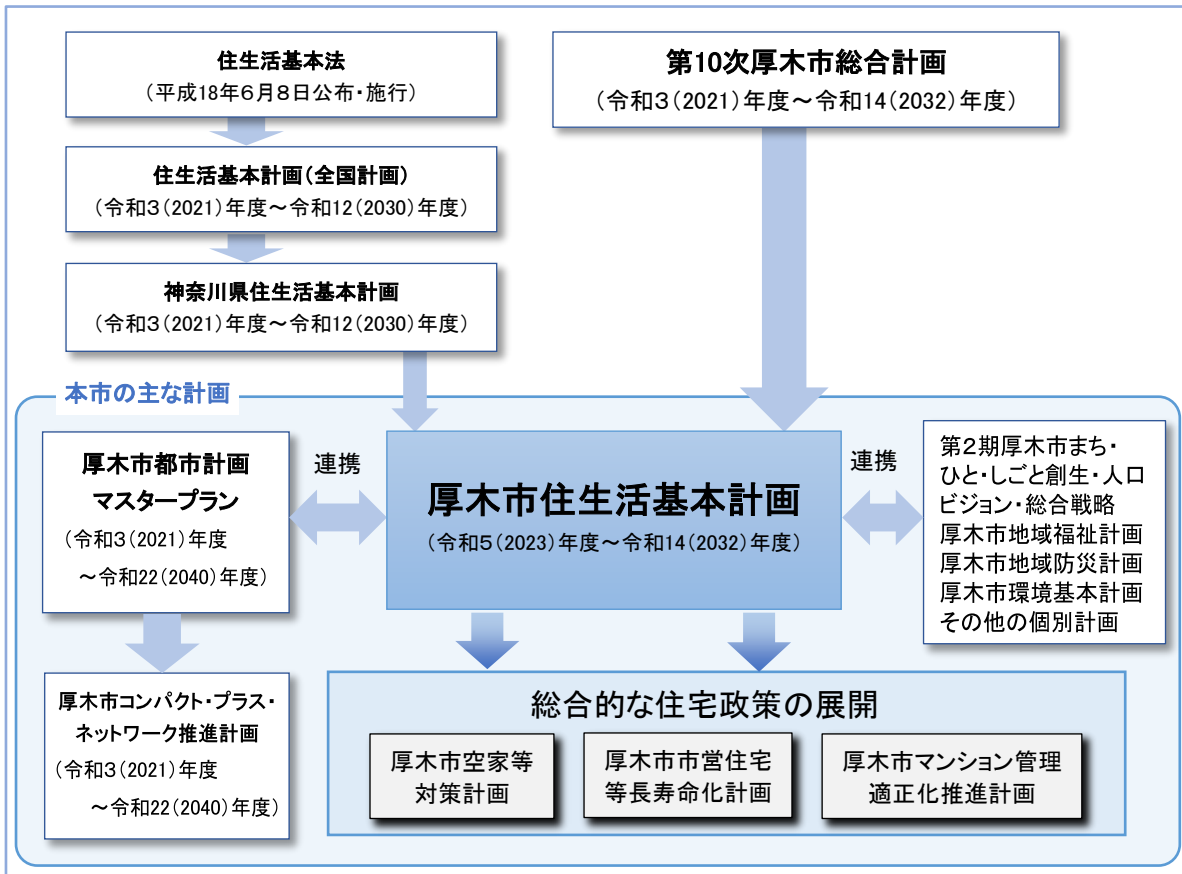 住生活基本法
（平成18年６月８日公布・施行）
第10次厚木市総合計画
（令和３（2021）年度～令和14（2032）年度）
住生活基本計画（全国計画）
（令和３（2021）年度～令和12（2030）年度）
神奈川県住生活基本計画
（令和３（2021）年度～令和12（2030）年度）
本市の主な計画
厚木市都市計画
マスタープラン
（令和３（2021）年度
～令和22（2040）年度）
連携
厚木市住生活基本計画
（令和５（2023）年度～令和14（2032）年度）
連携
第２期厚木市まち・
ひと・しごと創生・人口
ビジョン・総合戦略
厚木市地域福祉計画
厚木市地域防災計画
厚木市環境基本計画
その他の個別計画
厚木市コンパクト・プラス・
ネットワーク推進計画
（令和３（2021）年度
～令和22（2040）年度）
総合的な住宅政策の展開
厚木市空家等
対策計画
厚木市市営住宅
等長寿命化計画
厚木市マンション管理
適正化推進計画